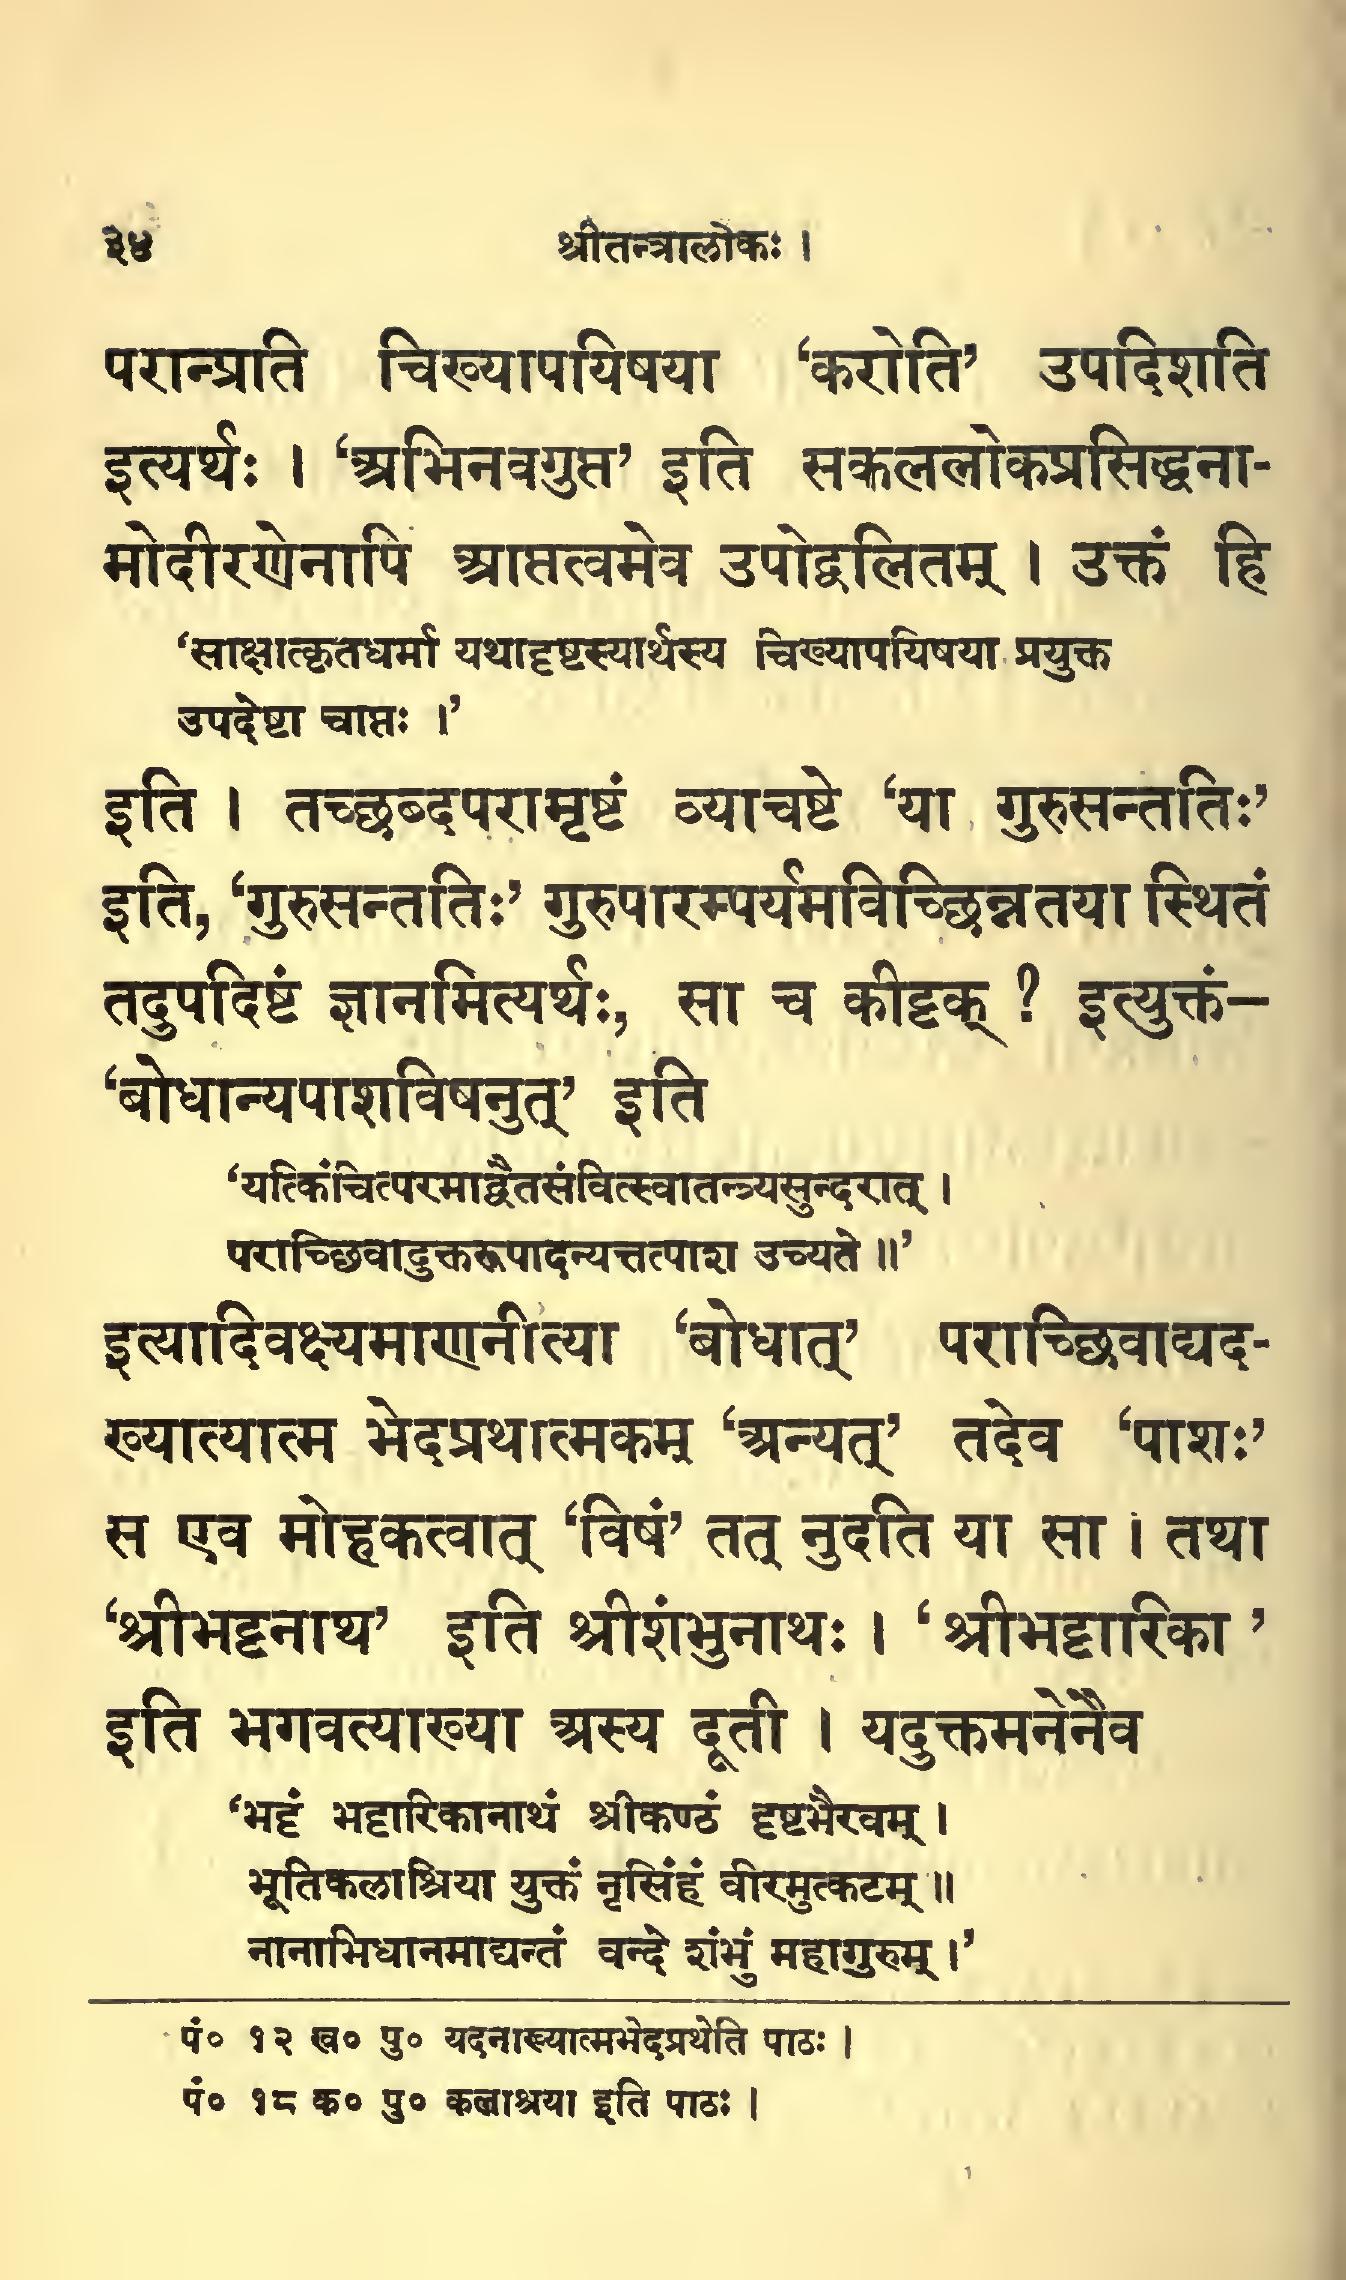 ३४ श्रीतन्त्रालोकः ।
परान्प्रति चिख्यापयिषया ‘करोति’ उपदिशति
इत्यर्थः । ‘अभिनवगुप्त’ इति सकललोकप्रसिद्धना-
मोदीरणेनापि आप्तत्वमेव उपोद्वलितम् । उक्तं हि
‘साक्षात्कृतधर्मा यथादृष्टस्यार्थस्य चिख्यापयिषया प्रयुक्त
उपदेष्टा चाप्तः ।’
इति । तच्छब्दपरामृष्टं व्याचष्टे ‘या गुरुसन्ततिः’
इति, ‘गुरुसन्ततिः’ गुरुपारम्पर्यमविच्छिन्नतया स्थितं
तदुपदिष्टं ज्ञानमित्यर्थः, सा च कीदृक् ? इत्युक्तं—
‘बोधान्यपाशविषनुत्’ इति
‘यत्किंचित्परमाद्वैतसंवित्स्वातन्त्र्यसुन्दरात् ।
पराच्छिवादुक्तरूपादन्यत्तत्पाश उच्यते ॥’
इत्यादिवक्ष्यमाणनीत्या ‘बोधात्’ पराच्छिवाद्यद-
ख्यात्यात्म भेदप्रथात्मकम् ‘अन्यत्’ तदेव ‘पाशः’
स एव मोहकत्वात् ‘विषं’ तत् नुदति या सा । तथा
‘श्रीभट्टनाथ’ इति श्रीशंभुनाथः । ‘ श्रीभट्टारिका ’
इति भगवत्याख्या अस्य दूती । यदुक्तमनेनैव
‘भट्टं भट्टारिकानाथं श्रीकण्ठं दृष्टभैरवम् ।
भूतिकलाश्रिया युक्तं नृसिंहं वीरमुत्कटम् ॥
नानाभिधानमाद्यन्तं वन्दे शंभुं महागुरुम् ।’
पं० १२ ख० पु० यदनाख्यात्मभेदप्रथेति पाठः ।
पं० १८ क० पु० कलाश्रया इति पाठः ।